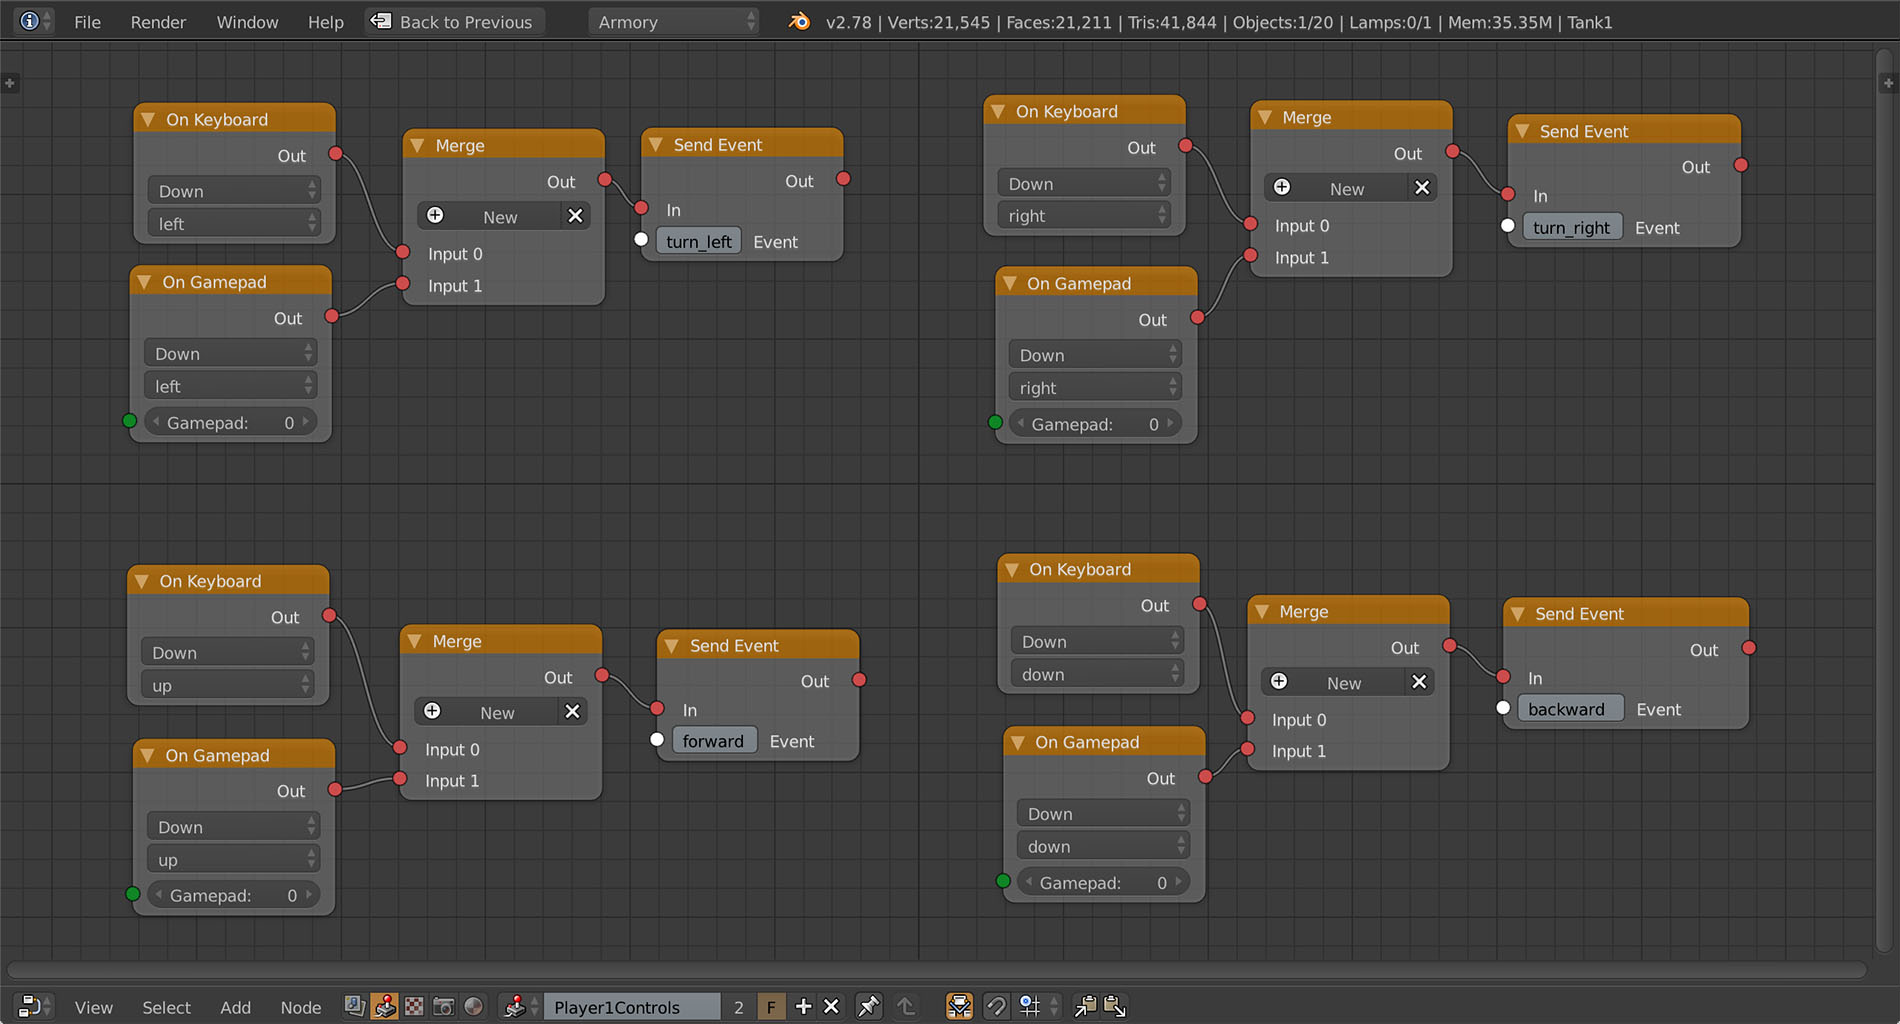 File Render Window Help Back to Previous Armory v2.78 | Verts:21,545 | Faces:21,211 | Tris:41,844 | Objects:1/20 | Lamps:0/1 | Mem:35.35M | Tank1
On Keyboard
Out
Down
left
On Gamepad
Out
Down
left
Gamepad: 0
Merge
Out
New
Input 0
Input 1
Send Event
Out
In
turn_left Event
On Keyboard
Out
Down
right
On Gamepad
Out
Down
right
Gamepad: 0
Merge
Out
New
Input 0
Input 1
Send Event
Out
In
turn_right Event
On Keyboard
Out
Down
up
On Gamepad
Out
Down
up
Gamepad: 0
Merge
Out
New
Input 0
Input 1
Send Event
Out
In
forward Event
On Keyboard
Out
Down
down
On Gamepad
Out
Down
down
Gamepad: 0
Merge
Out
New
Input 0
Input 1
Send Event
Out
In
backward Event
View Select Add Node Player1Controls 2 F